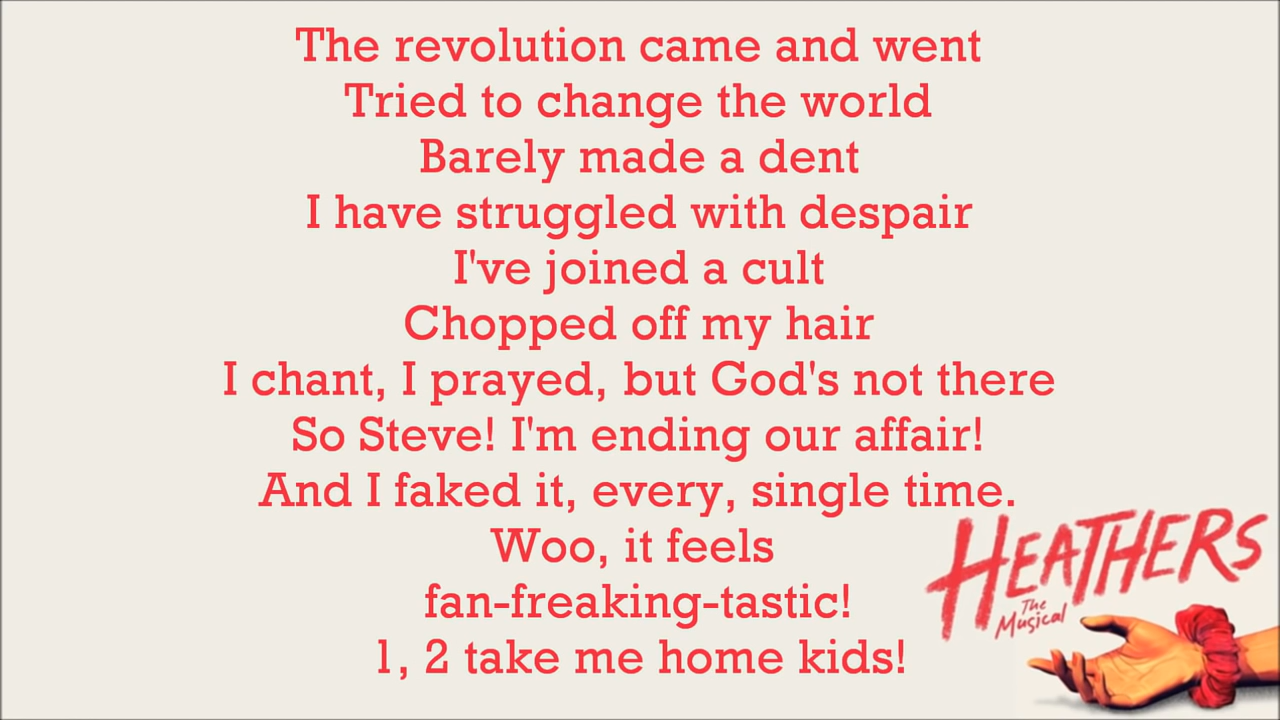 The revolution came and went
Tried to change the world
Barely made a dent
I have struggled with despair
I've joined a cult
Chopped off my hair
I chant, I prayed, but God's not there
So Steve! I'm ending our affair!
And I faked it, every, single time.
Woo, it feels
fan-freaking-tastic!
1, 2 take me home kids!
HEATHERS
The
Musical